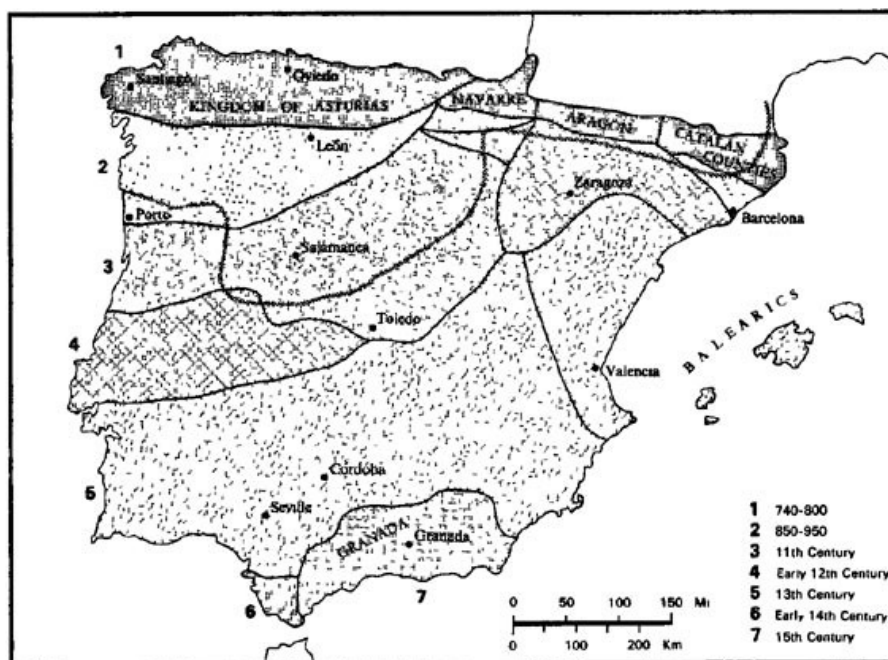 1
Santiago
Oviedo
KINGDOM OF ASTURIAS
NAVARRE
ARAGON
CATALAN
COUNTIES
León
2
Zaragoza
Porto
Barcelona
Salamanca
3
BALEARICS
Toledo
4
Valencia
Córdoba
5
Seville
GRANADA
Granada
6
7
1 740-800
2 850-950
3 11th Century
4 Early 12th Century
5 13th Century
6 Early 14th Century
7 15th Century
0 50 100 150 Mi
0 100 200 Km